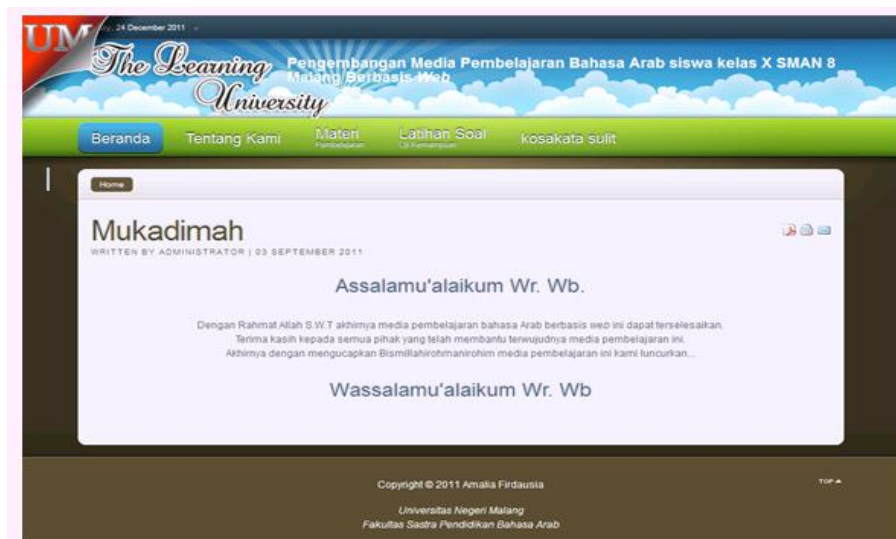 UM
24 December 2011
The Learning
University
Pengembangan Media Pembelajaran Bahasa Arab siswa kelas X SMAN 8
Malang Berbasis Web
Beranda
Tentang Kami
Materi
Pembelajaran
Latihan Soal
Uji Kemampuan
kosakata sulit
Home
Mukadimah
WRITTEN BY ADMINISTRATOR | 03 SEPTEMBER 2011
Assalamu'alaikum Wr. Wb.
Dengan Rahmat Allah S.W.T akhirnya media pembelajaran bahasa Arab berbasis web ini dapat terselesaikan.
Terima kasih kepada semua pihak yang telah membantu terwujudnya media pembelajaran ini.
Akhirnya dengan mengucapkan Bismillahirohmanirohim media pembelajaran ini kami luncurkan...
Wassalamu'alaikum Wr. Wb
Copyright © 2011 Amalia Firdausia
TOP
Universitas Negeri Malang
Fakultas Sastra Pendidikan Bahasa Arab